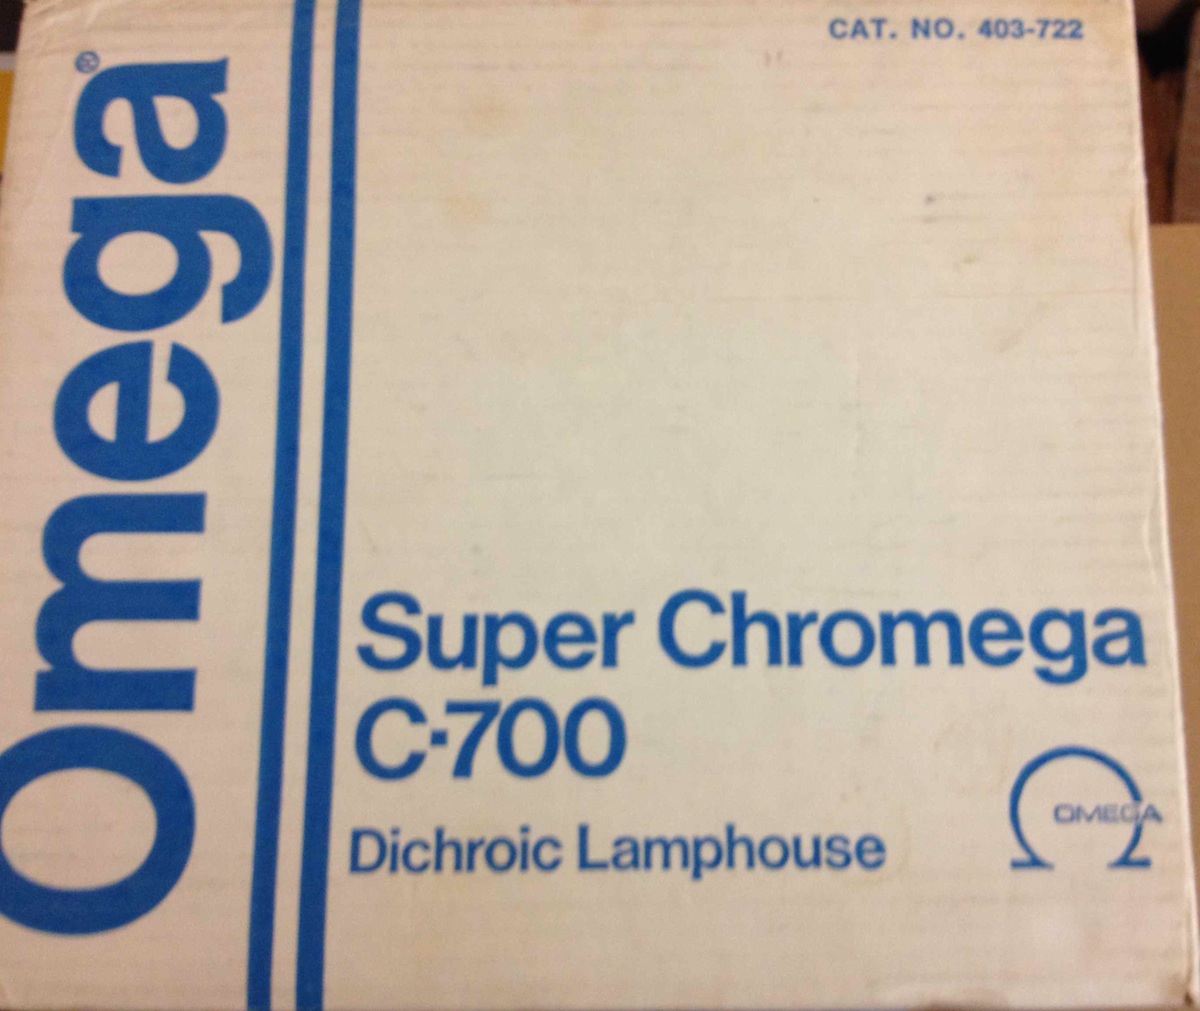 Omega®
CAT. NO. 403-722
Super Chromega
C-700
Dichroic Lamphouse
OMEGA